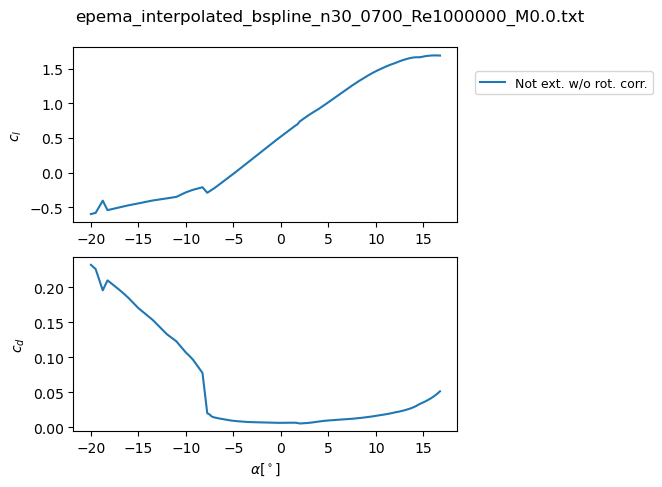 epema_interpolated_bspline_n30_0700_Re1000000_M0.0.txt
1.5
1.0
0.5
0.0
−0.5
c_l
−20 −15 −10 −5 0 5 10 15
Not ext. w/o rot. corr.
0.20
0.15
0.10
0.05
0.00
c_d
−20 −15 −10 −5 0 5 10 15
α[°]